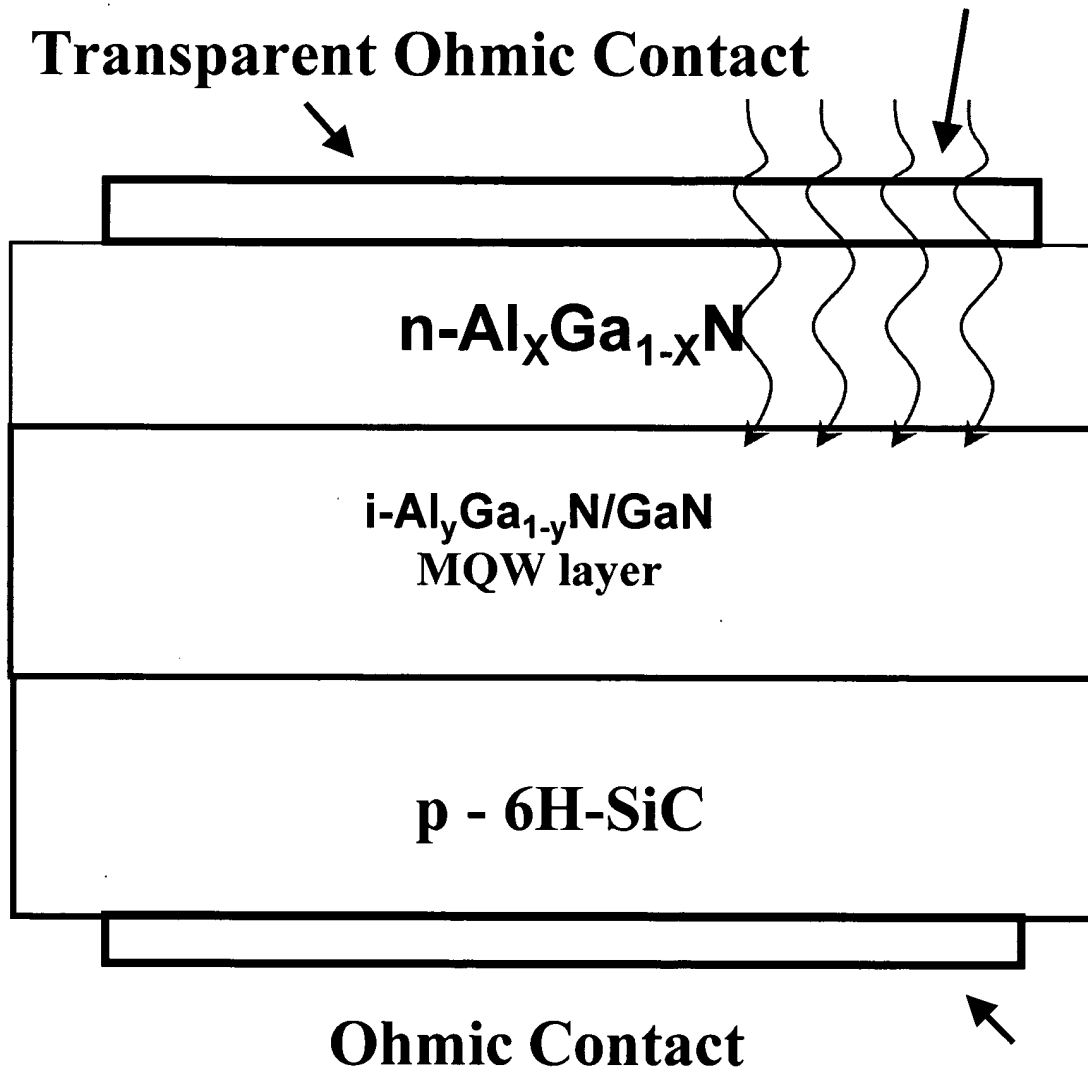 Transparent Ohmic Contact
n-AlXGa1-XN
i-AlyGa1-yN/GaN
MQW layer
p - 6H-SiC
Ohmic Contact